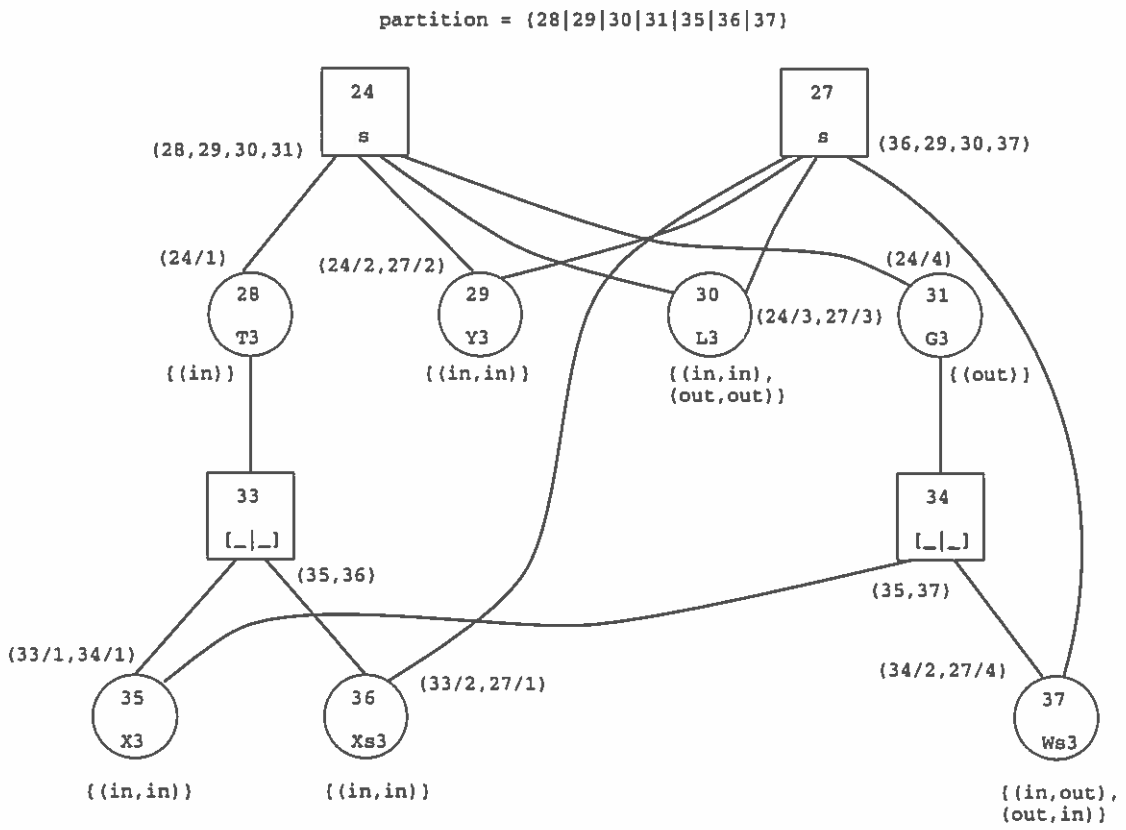 partition = {28|29|30|31|35|36|37}
24
27
s
s
(28,29,30,31)
(36,29,30,37)
(24/1)
(24/2,27/2)
(24/4)
28
29
30
31
T3
Y3
L3
(24/3,27/3)
G3
{(in)}
{(in,in)}
{(in,in),
(out,out)}
{(out)}
33
34
[_|_]
[_|_]
(35,36)
(35,37)
(33/1,34/1)
(33/2,27/1)
(34/2,27/4)
35
36
37
X3
Xs3
Ws3
{(in,in)}
{(in,in)}
{(in,out),
(out,in)}